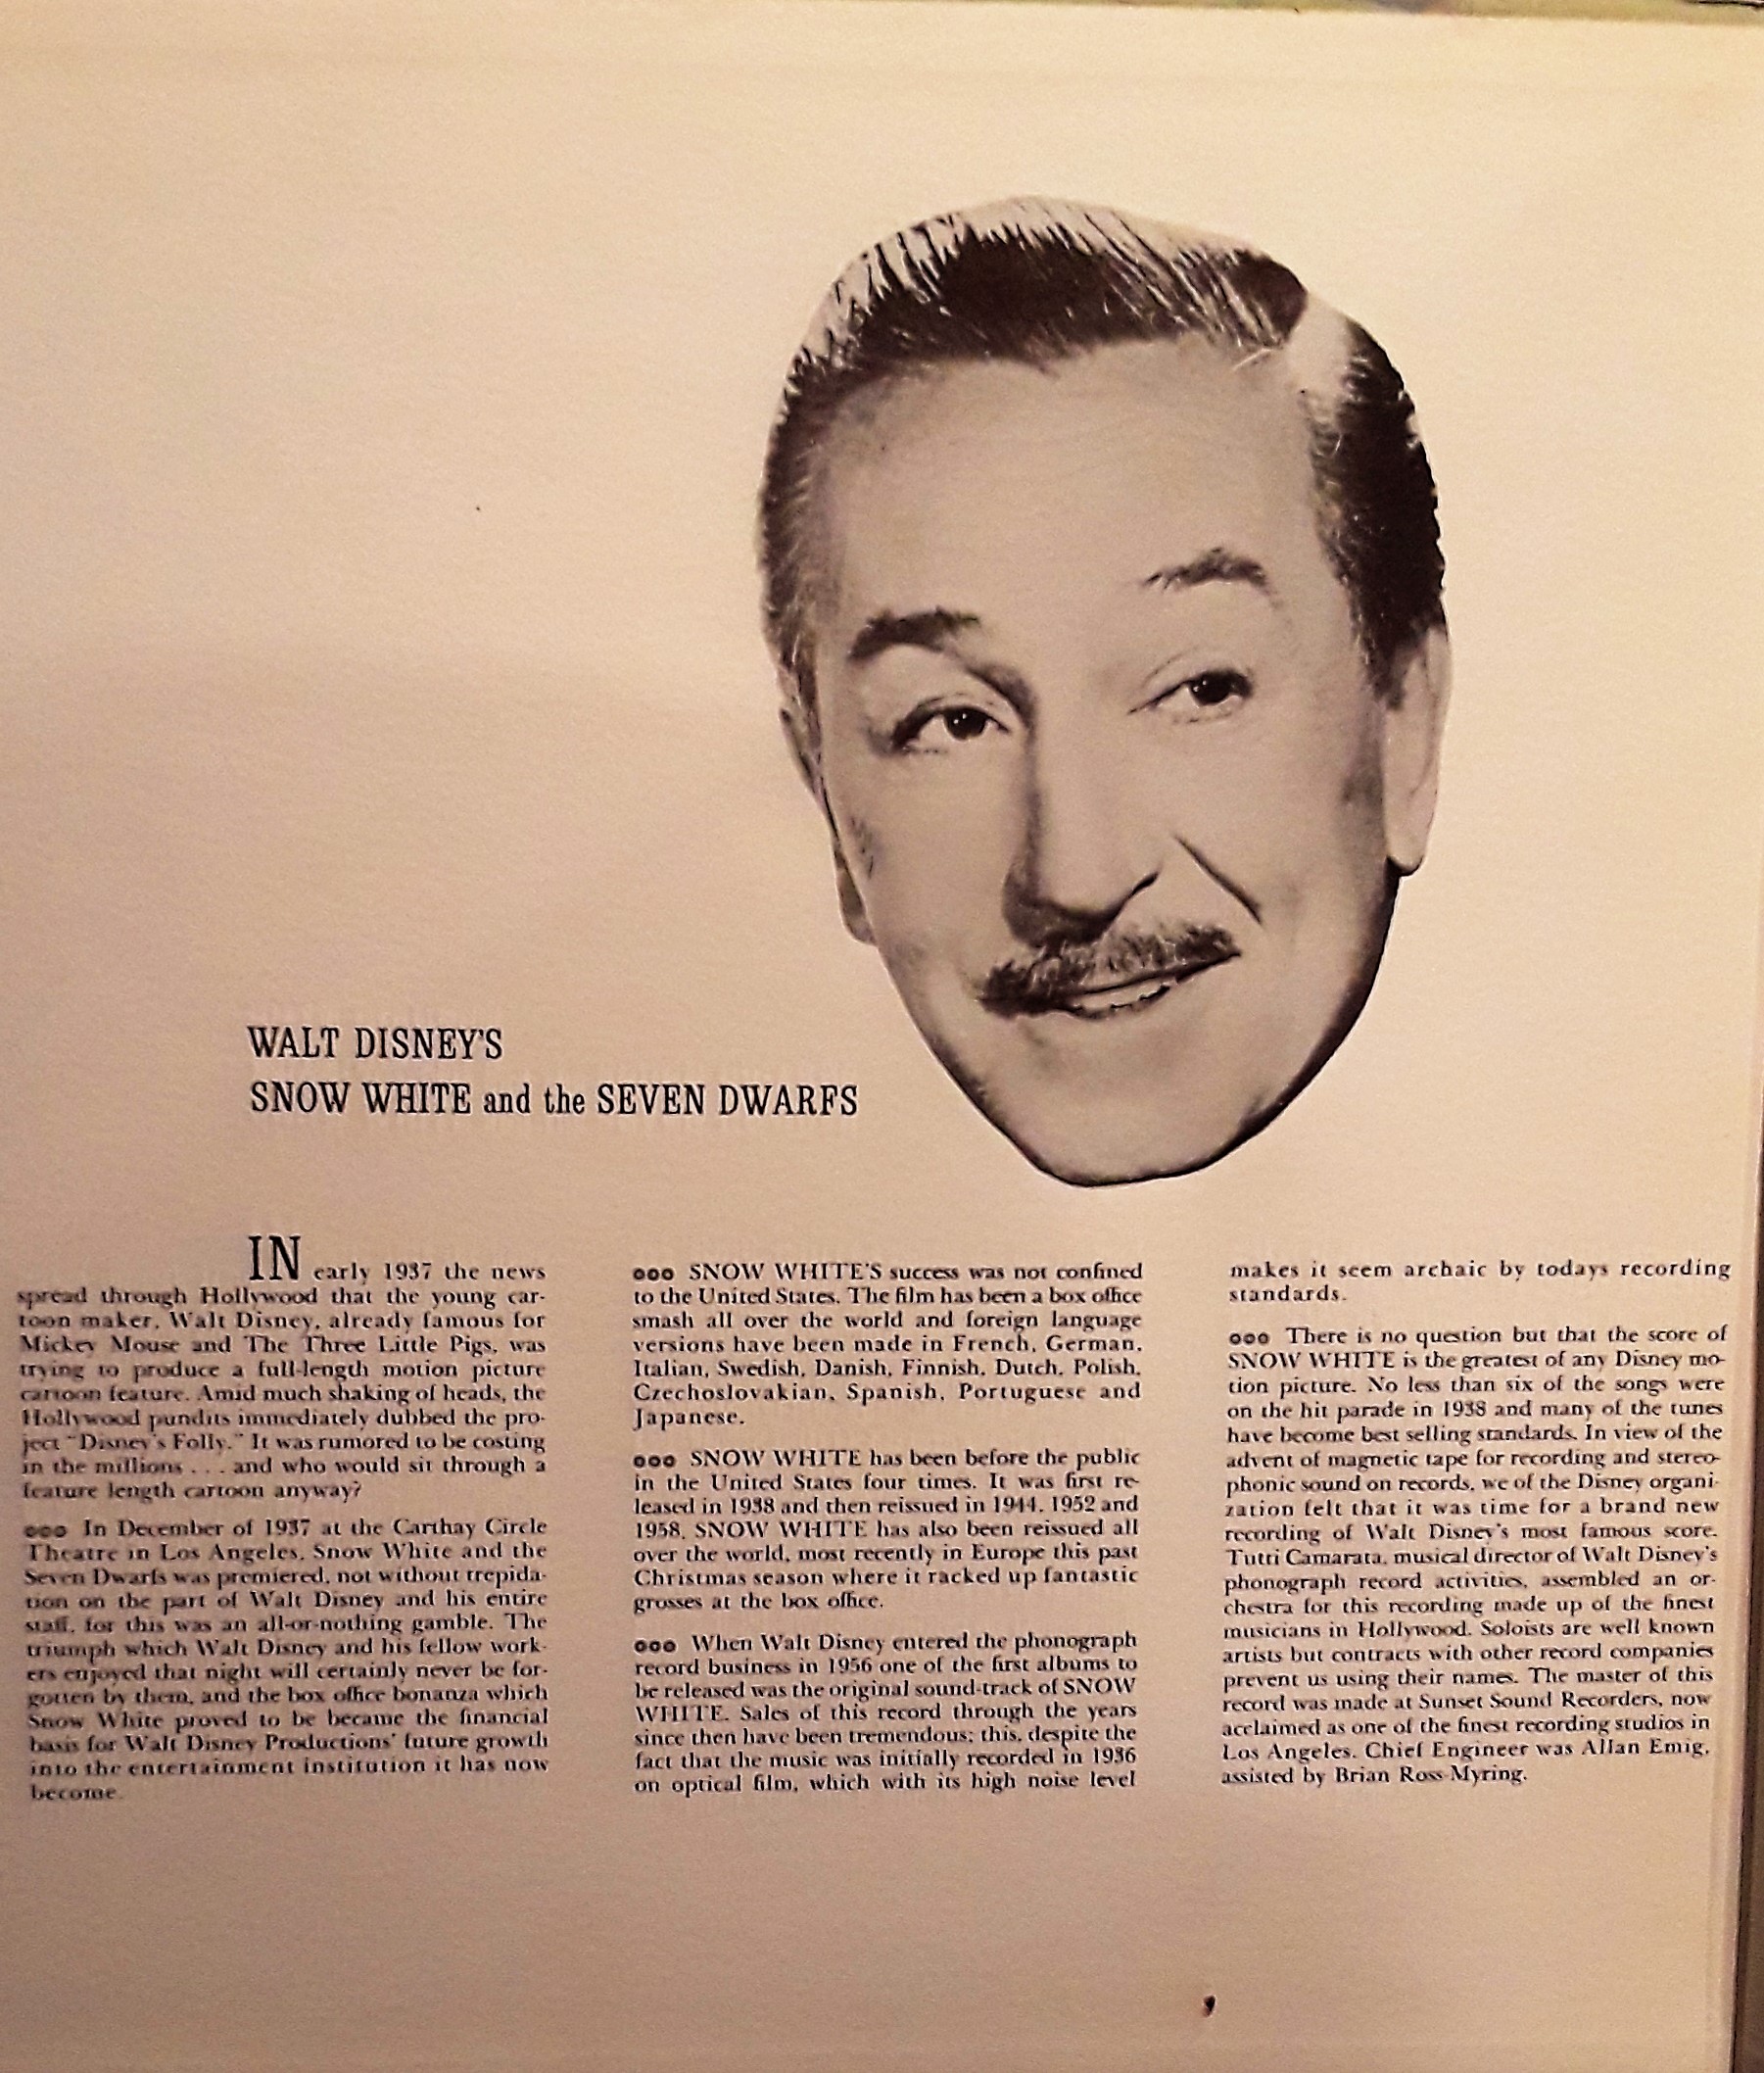 WALT DISNEY'S
SNOW WHITE and the SEVEN DWARFS
IN early 1937 the news
spread through Hollywood that the young car-
toon maker, Walt Disney, already famous for
Mickey Mouse and The Three Little Pigs, was
trying to produce a full-length motion picture
cartoon feature. Amid much shaking of heads, the
Hollywood pundits immediately dubbed the pro-
ject "Disney's Folly." It was rumored to be costing
in the millions . . . and who would sit through a
feature length cartoon anyway?
ooo In December of 1937 at the Carthay Circle
Theatre in Los Angeles, Snow White and the
Seven Dwarfs was premiered, not without trepida-
tion on the part of Walt Disney and his entire
staff, for this was an all-or-nothing gamble. The
triumph which Walt Disney and his fellow work-
ers enjoyed that night will certainly never be for-
gotten by them, and the box office bonanza which
Snow White proved to be became the financial
basis for Walt Disney Productions' future growth
into the entertainment institution it has now
become.
ooo SNOW WHITE'S success was not confined
to the United States. The film has been a box office
smash all over the world and foreign language
versions have been made in French, German,
Italian, Swedish, Danish, Finnish, Dutch, Polish,
Czechoslovakian, Spanish, Portuguese and
Japanese.
ooo SNOW WHITE has been before the public
in the United States four times. It was first re-
leased in 1938 and then reissued in 1944, 1952 and
1958. SNOW WHITE has also been reissued all
over the world, most recently in Europe this past
Christmas season where it racked up fantastic
grosses at the box office.
ooo When Walt Disney entered the phonograph
record business in 1956 one of the first albums to
be released was the original sound-track of SNOW
WHITE. Sales of this record through the years
since then have been tremendous; this, despite the
fact that the music was initially recorded in 1936
on optical film, which with its high noise level
makes it seem archaic by todays recording
standards.
ooo There is no question but that the score of
SNOW WHITE is the greatest of any Disney mo-
tion picture. No less than six of the songs were
on the hit parade in 1938 and many of the tunes
have become best selling standards. In view of the
advent of magnetic tape for recording and stereo-
phonic sound on records, we of the Disney organi-
zation felt that it was time for a brand new
recording of Walt Disney's most famous score.
Tutti Camarata, musical director of Walt Disney's
phonograph record activities, assembled an or-
chestra for this recording made up of the finest
musicians in Hollywood. Soloists are well known
artists but contracts with other record companies
prevent us using their names. The master of this
record was made at Sunset Sound Recorders, now
acclaimed as one of the finest recording studios in
Los Angeles. Chief Engineer was Allan Emig,
assisted by Brian Ross-Myring.